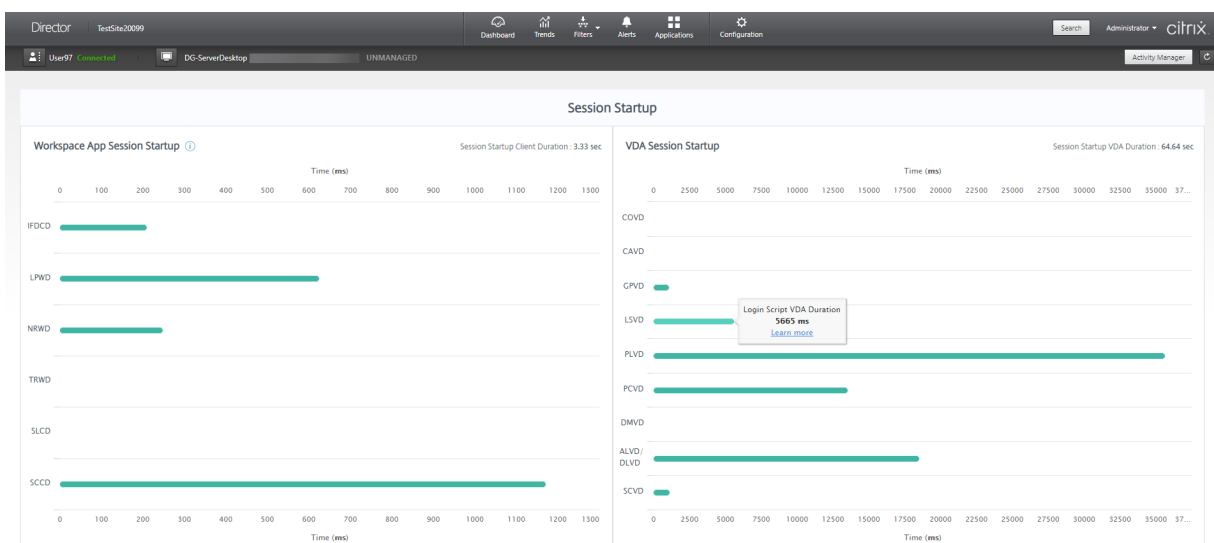 Director TestSite20099 Dashboard Trends Filters Alerts Applications Configuration Search Administrator citrix
User97 Connected DG-ServerDesktop UNMANAGED Activity Manager
Session Startup
Workspace App Session Startup Session Startup Client Duration : 3.33 sec
Time (ms)
0 100 200 300 400 500 600 700 800 900 1000 1100 1200 1300
IFDCD
LPWD
NRWD
TRWD
SLCD
SCCD
0 100 200 300 400 500 600 700 800 900 1000 1100 1200 1300
Time (ms)
VDA Session Startup Session Startup VDA Duration : 64.64 sec
Time (ms)
0 2500 5000 7500 10000 12500 15000 17500 20000 22500 25000 27500 30000 32500 35000 37...
COVD
CAVD
GPVD
LSVD
Login Script VDA Duration
5665 ms
Learn more
PLVD
PCVD
DMVD
ALVD/
DLVD
SCVD
0 2500 5000 7500 10000 12500 15000 17500 20000 22500 25000 27500 30000 32500 35000 37...
Time (ms)